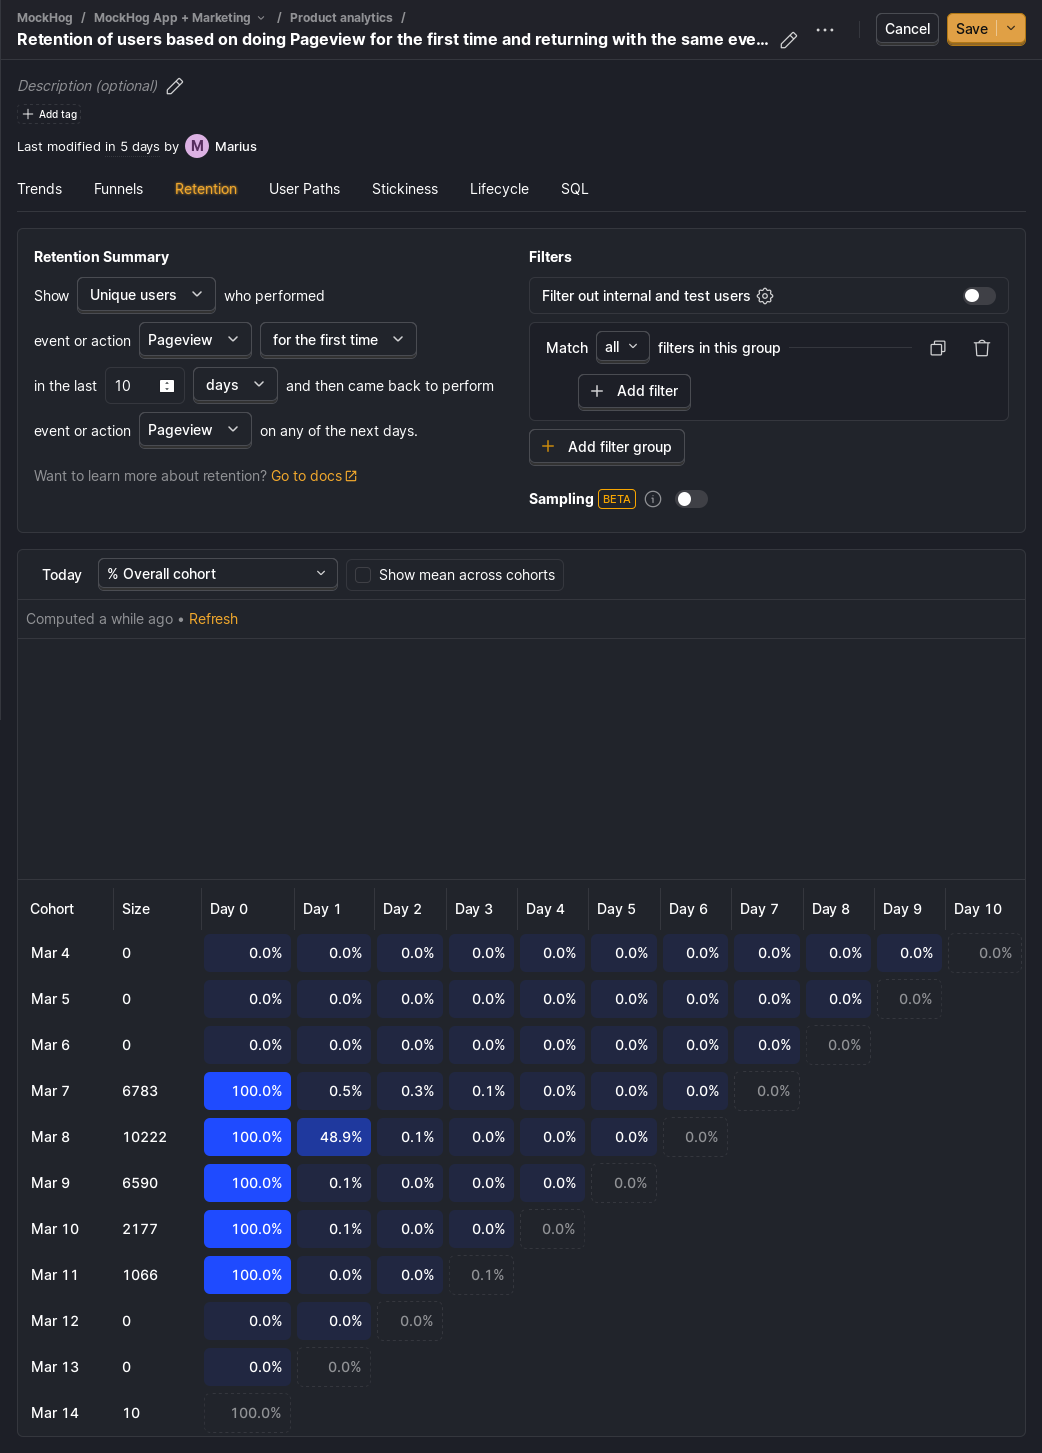 MockHog / MockHog App + Marketing / Product analytics /
Retention of users based on doing Pageview for the first time and returning with the same eve...
Cancel
Save
Description (optional)
+ Add tag
Last modified in 5 days by M Marius
Trends Funnels Retention User Paths Stickiness Lifecycle SQL
Retention Summary
Show Unique users who performed
event or action Pageview for the first time
in the last 10 days and then came back to perform
event or action Pageview on any of the next days.
Want to learn more about retention? Go to docs
Filters
Filter out internal and test users
Match all filters in this group
+ Add filter
+ Add filter group
Sampling BETA
Today % Overall cohort Show mean across cohorts
Computed a while ago • Refresh
Cohort Size Day 0 Day 1 Day 2 Day 3 Day 4 Day 5 Day 6 Day 7 Day 8 Day 9 Day 10
Mar 4 0 0.0% 0.0% 0.0% 0.0% 0.0% 0.0% 0.0% 0.0% 0.0% 0.0% 0.0%
Mar 5 0 0.0% 0.0% 0.0% 0.0% 0.0% 0.0% 0.0% 0.0% 0.0% 0.0%
Mar 6 0 0.0% 0.0% 0.0% 0.0% 0.0% 0.0% 0.0% 0.0% 0.0%
Mar 7 6783 100.0% 0.5% 0.3% 0.1% 0.0% 0.0% 0.0% 0.0%
Mar 8 10222 100.0% 48.9% 0.1% 0.0% 0.0% 0.0% 0.0%
Mar 9 6590 100.0% 0.1% 0.0% 0.0% 0.0% 0.0%
Mar 10 2177 100.0% 0.1% 0.0% 0.0% 0.0%
Mar 11 1066 100.0% 0.0% 0.0% 0.1%
Mar 12 0 0.0% 0.0% 0.0%
Mar 13 0 0.0% 0.0%
Mar 14 10 100.0%